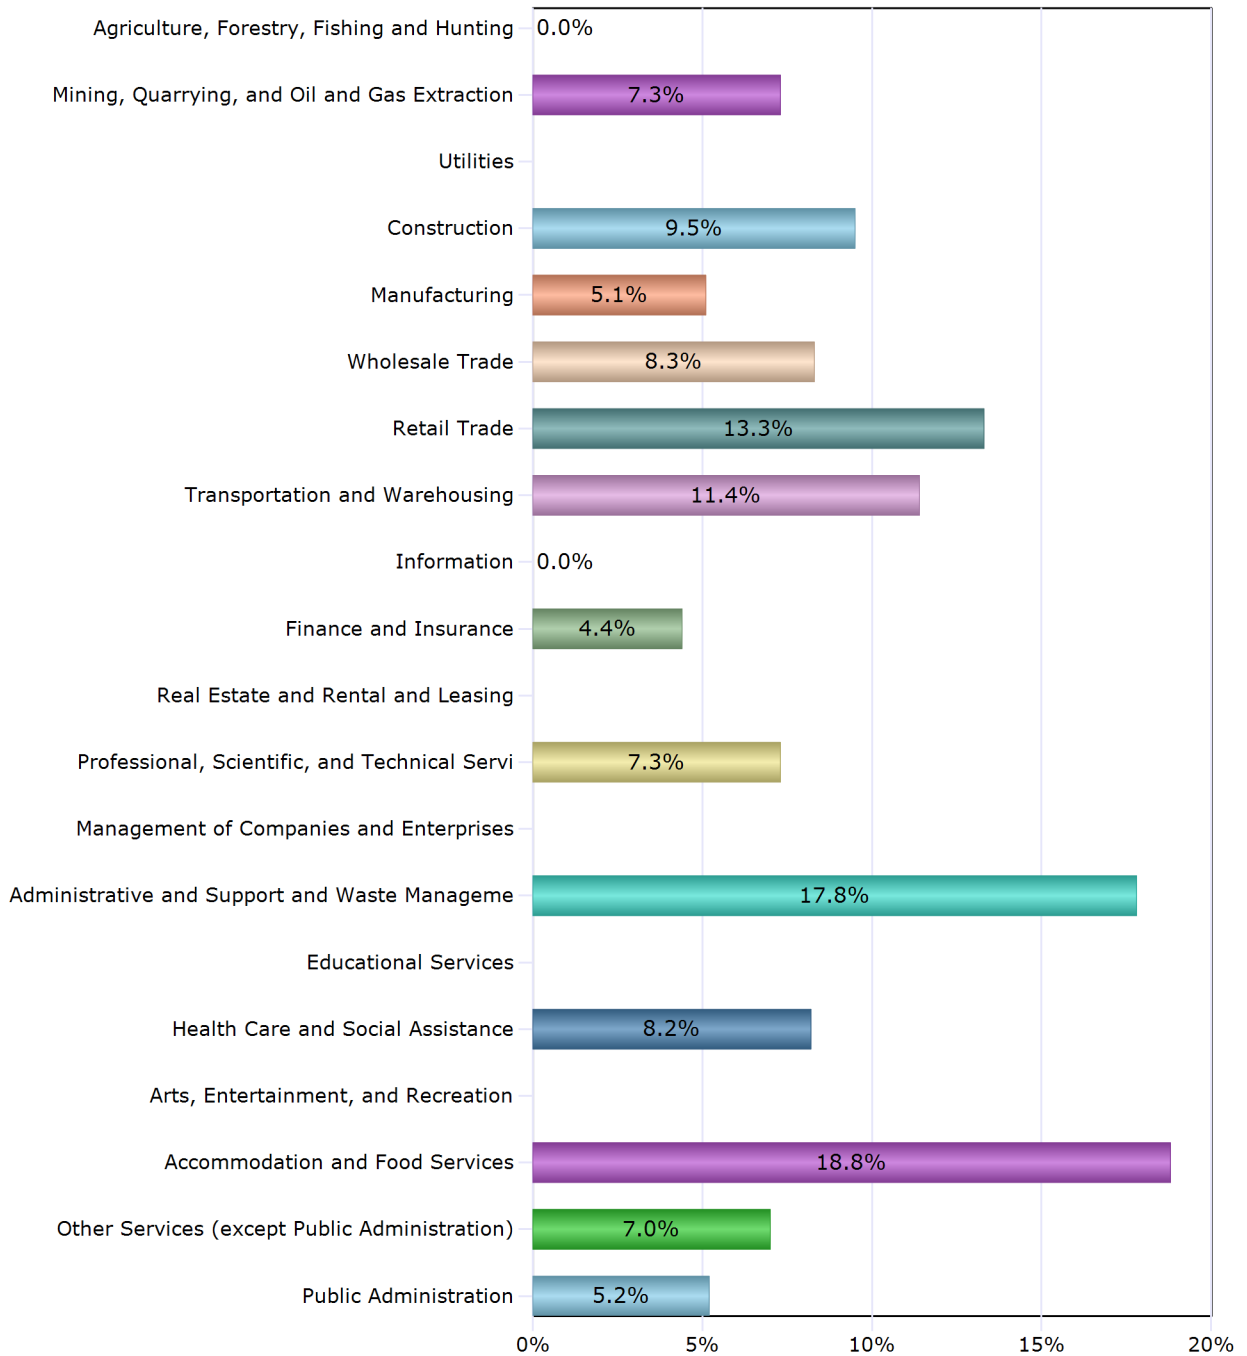 Agriculture, Forestry, Fishing and Hunting 0.0%
Mining, Quarrying, and Oil and Gas Extraction 7.3%
Utilities
Construction 9.5%
Manufacturing 5.1%
Wholesale Trade 8.3%
Retail Trade 13.3%
Transportation and Warehousing 11.4%
Information 0.0%
Finance and Insurance 4.4%
Real Estate and Rental and Leasing
Professional, Scientific, and Technical Servi 7.3%
Management of Companies and Enterprises
Administrative and Support and Waste Manageme 17.8%
Educational Services
Health Care and Social Assistance 8.2%
Arts, Entertainment, and Recreation
Accommodation and Food Services 18.8%
Other Services (except Public Administration) 7.0%
Public Administration 5.2%
0% 5% 10% 15% 20%